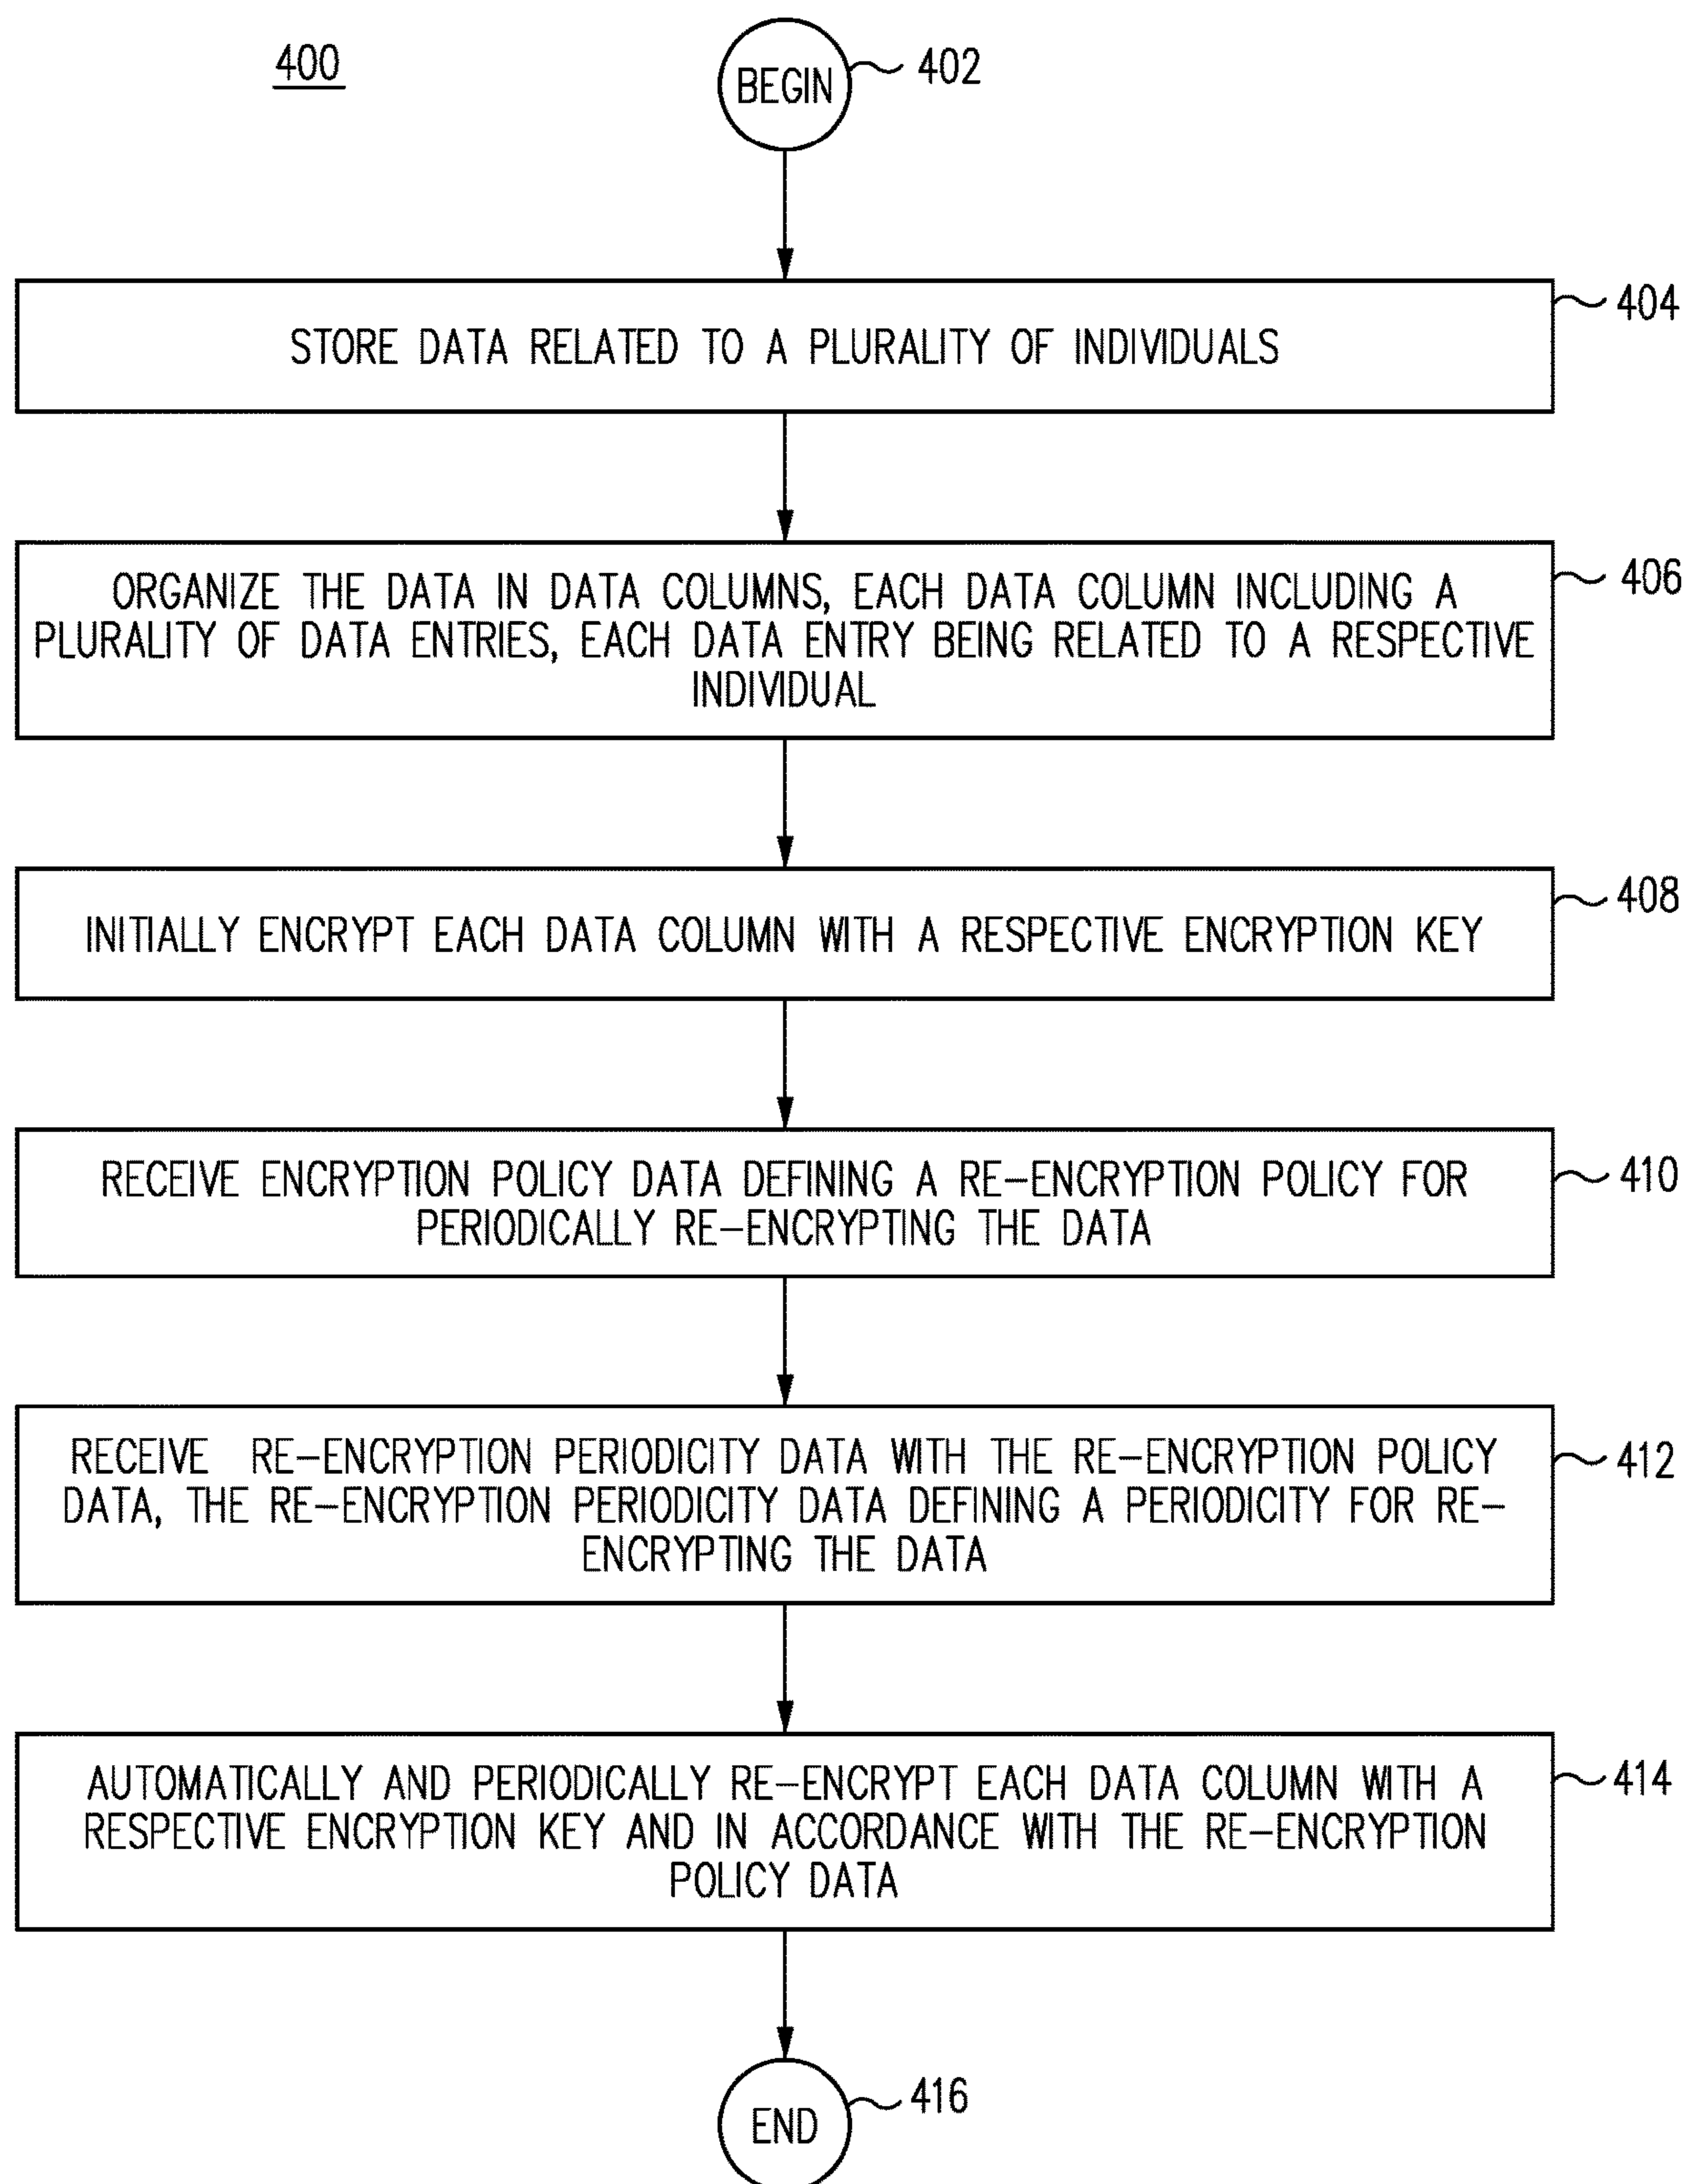 400
BEGIN
402
404
STORE DATA RELATED TO A PLURALITY OF INDIVIDUALS
406
ORGANIZE THE DATA IN DATA COLUMNS, EACH DATA COLUMN INCLUDING A
PLURALITY OF DATA ENTRIES, EACH DATA ENTRY BEING RELATED TO A RESPECTIVE
INDIVIDUAL
408
INITIALLY ENCRYPT EACH DATA COLUMN WITH A RESPECTIVE ENCRYPTION KEY
410
RECEIVE ENCRYPTION POLICY DATA DEFINING A RE-ENCRYPTION POLICY FOR
PERIODICALLY RE-ENCRYPTING THE DATA
412
RECEIVE RE-ENCRYPTION PERIODICITY DATA WITH THE RE-ENCRYPTION POLICY
DATA, THE RE-ENCRYPTION PERIODICITY DATA DEFINING A PERIODICITY FOR RE-
ENCRYPTING THE DATA
414
AUTOMATICALLY AND PERIODICALLY RE-ENCRYPT EACH DATA COLUMN WITH A
RESPECTIVE ENCRYPTION KEY AND IN ACCORDANCE WITH THE RE-ENCRYPTION
POLICY DATA
416
END